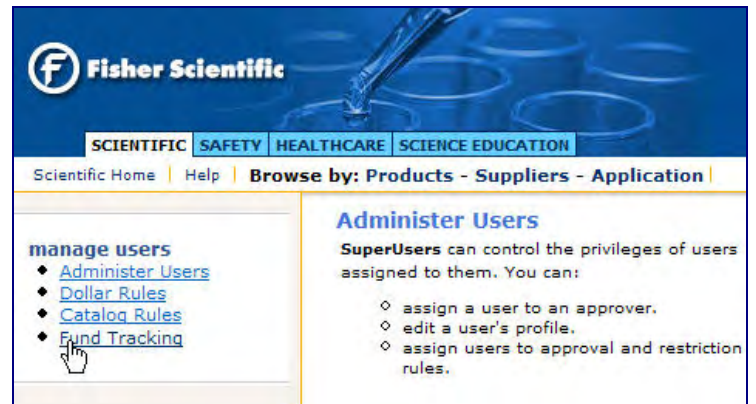 Fisher Scientific
SCIENTIFIC SAFETY HEALTHCARE SCIENCE EDUCATION
Scientific Home | Help | Browse by: Products - Suppliers - Application |
manage users
Administer Users
Dollar Rules
Catalog Rules
Fund Tracking
Administer Users
SuperUsers can control the privileges of users
assigned to them. You can:
assign a user to an approver.
edit a user's profile.
assign users to approval and restriction
rules.